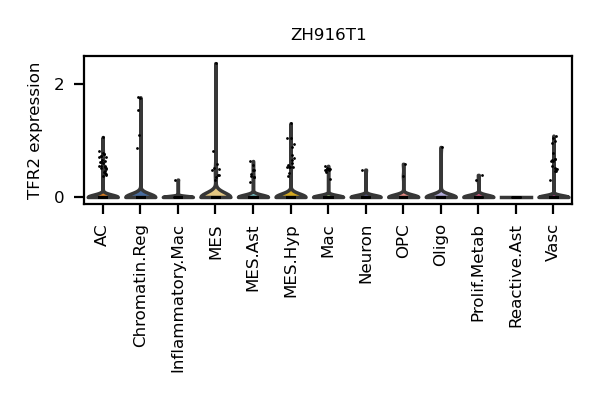 ZH916T1
TFR2 expression
2
0
AC
Chromatin.Reg
Inflammatory.Mac
MES
MES.Ast
MES.Hyp
Mac
Neuron
OPC
Oligo
Prolif.Metab
Reactive.Ast
Vasc